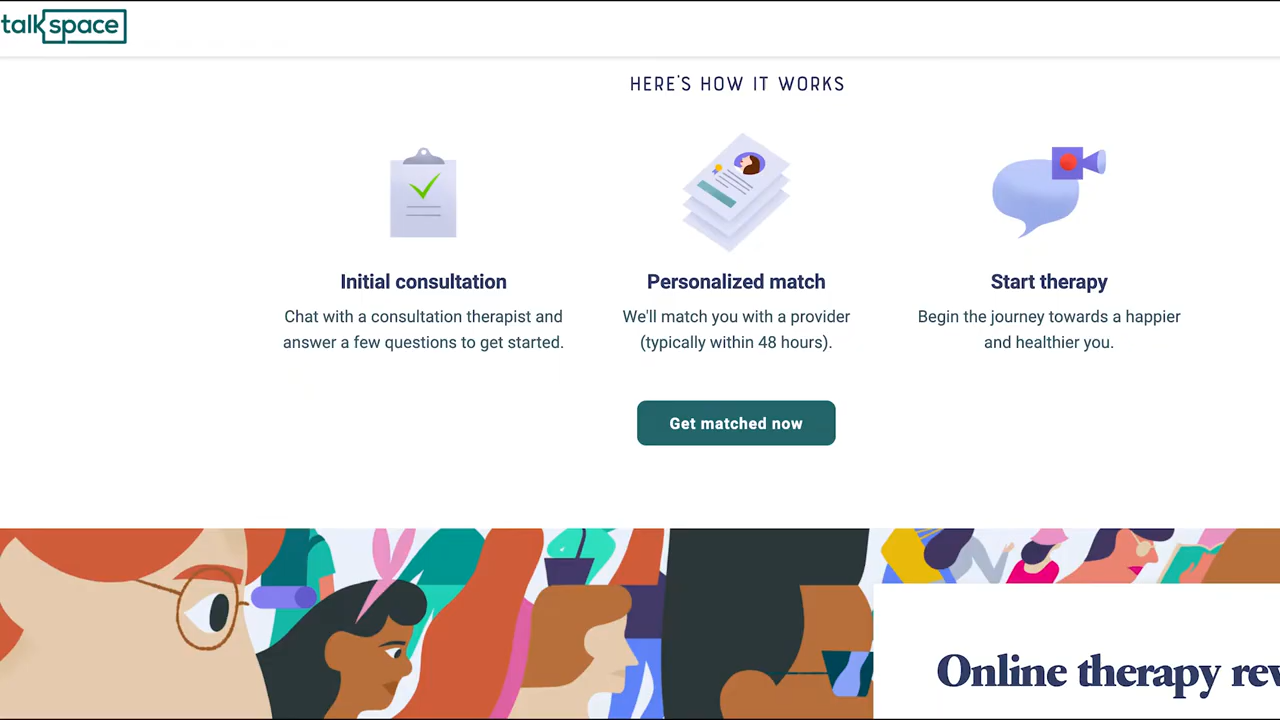 talkspace
HERE'S HOW IT WORKS
Initial consultation
Chat with a consultation therapist and
answer a few questions to get started.
Personalized match
We'll match you with a provider
(typically within 48 hours).
Start therapy
Begin the journey towards a happier
and healthier you.
Get matched now
Online therapy